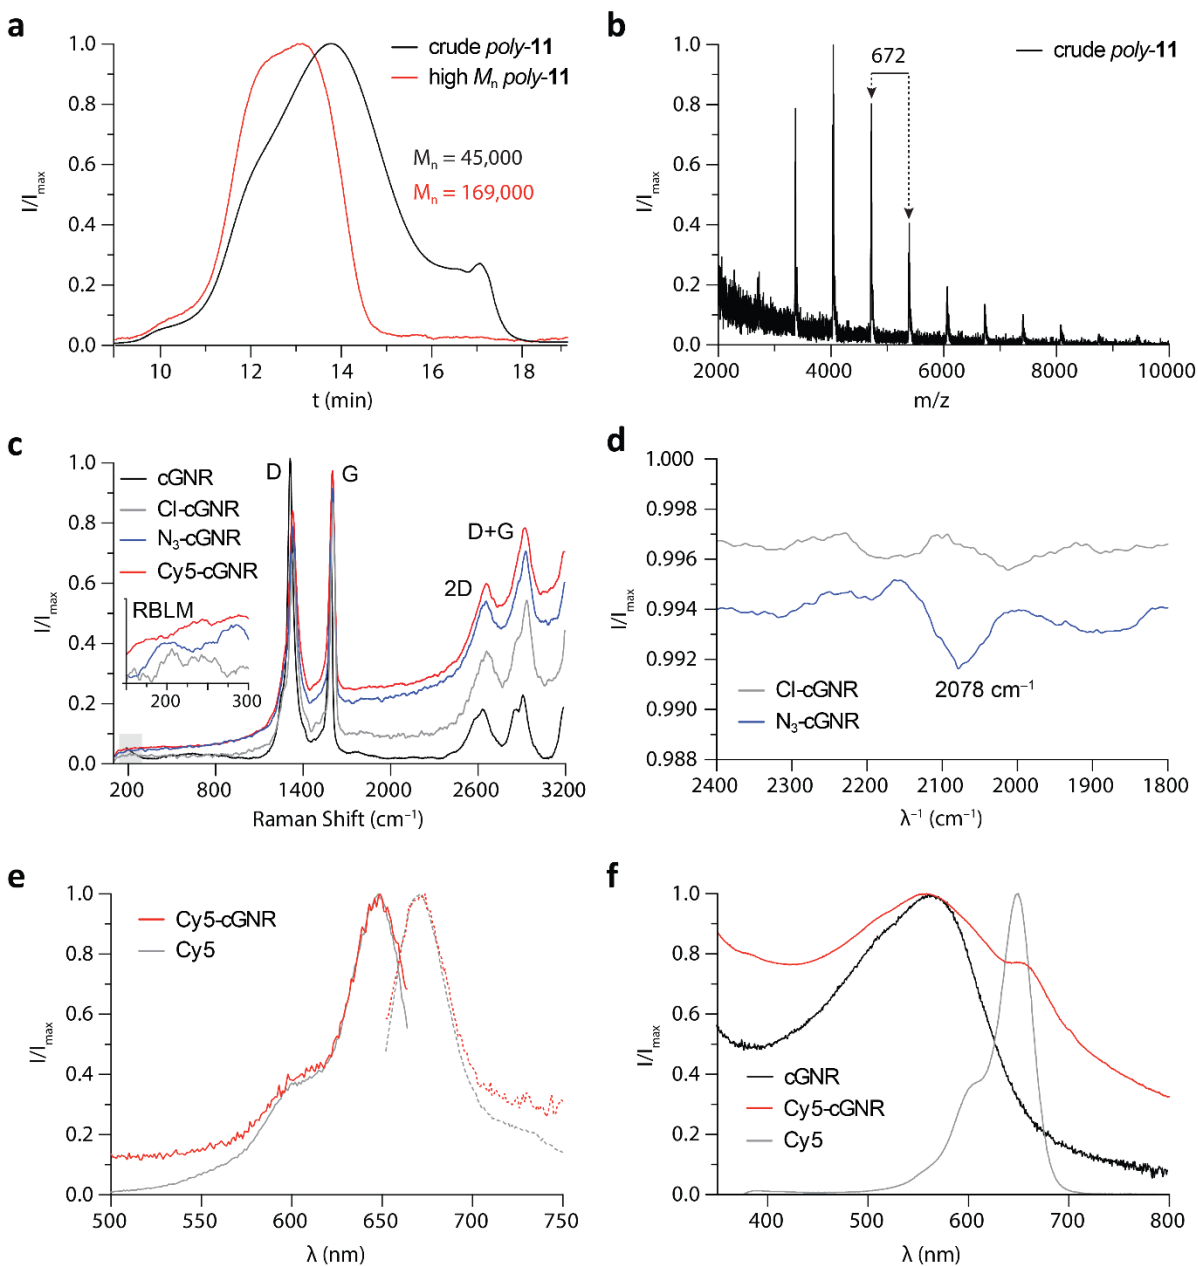 a
1.0
0.8
0.6
0.4
0.2
0.0
I/Imax
crude poly-11
high Mn poly-11
Mn = 45,000
Mn = 169,000
10
12
14
16
18
t (min)
b
1.0
0.8
0.6
0.4
0.2
0.0
I/Imax
672
crude poly-11
2000
4000
6000
8000
10000
m/z
c
1.0
0.8
0.6
0.4
0.2
0.0
I/Imax
cGNR
Cl-cGNR
N3-cGNR
Cy5-cGNR
D
G
D+G
2D
RBLM
200
300
200
800
1400
2000
2600
3200
Raman Shift (cm−1)
d
1.000
0.998
0.996
0.994
0.992
0.990
0.988
I/Imax
Cl-cGNR
N3-cGNR
2078 cm−1
2400
2300
2200
2100
2000
1900
1800
λ−1 (cm−1)
e
1.0
0.8
0.6
0.4
0.2
0.0
I/Imax
Cy5-cGNR
Cy5
500
550
600
650
700
750
λ (nm)
f
1.0
0.8
0.6
0.4
0.2
0.0
I/Imax
cGNR
Cy5-cGNR
Cy5
400
500
600
700
800
λ (nm)